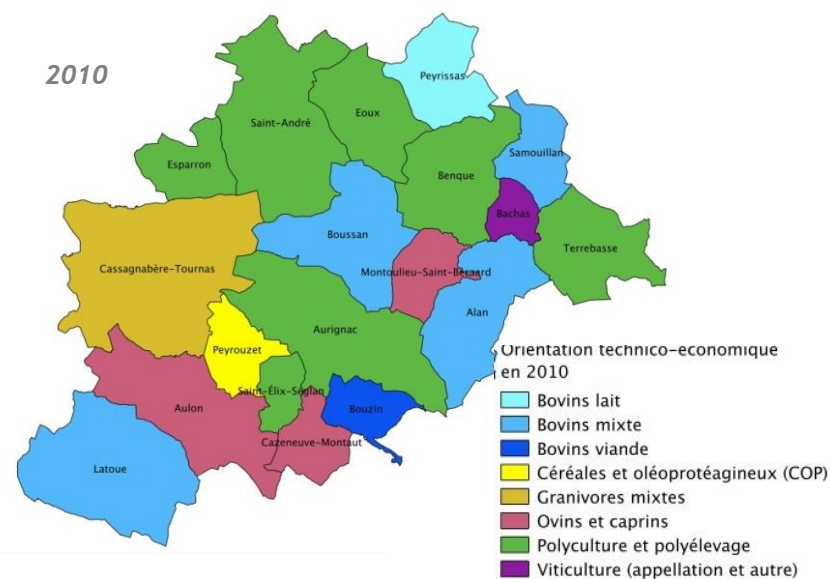 2010
Peyrissas
Saint-André
Eoux
Samouillan
Esparron
Benque
Bachas
Boussan
Terrebasse
Cassagnabère-Tournas
Montoulieu-Saint-Bernard
Alan
Aurignac
Peyrouzet
Saint-Élix-Séglan
Aulon
Bouzin
Cazeneuve-Montaut
Latoue
Orientation technico-economique
en 2010
Bovins lait
Bovins mixte
Bovins viande
Céréales et oléoprotéagineux (COP)
Granivores mixtes
Ovins et caprins
Polyculture et polyélevage
Viticulture (appellation et autre)